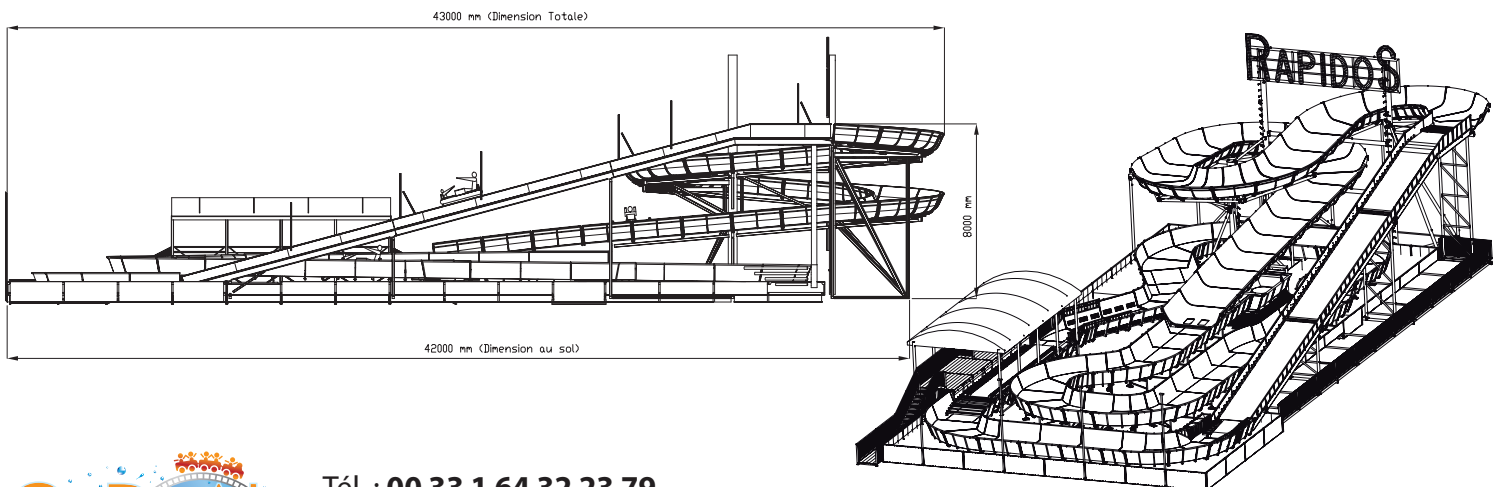 43000 mm (Dimension Totale)
RAPIDOS
8000 mm
42000 mm (Dimension au sol)
Tél. : 00 33 1 64 32 23 79